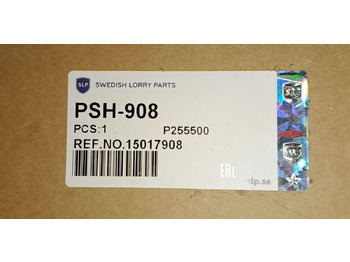 SLP SWEDISH LORRY PARTS
PSH-908
PCS:1 P255500
REF.NO.15017908
EAC
slp.se